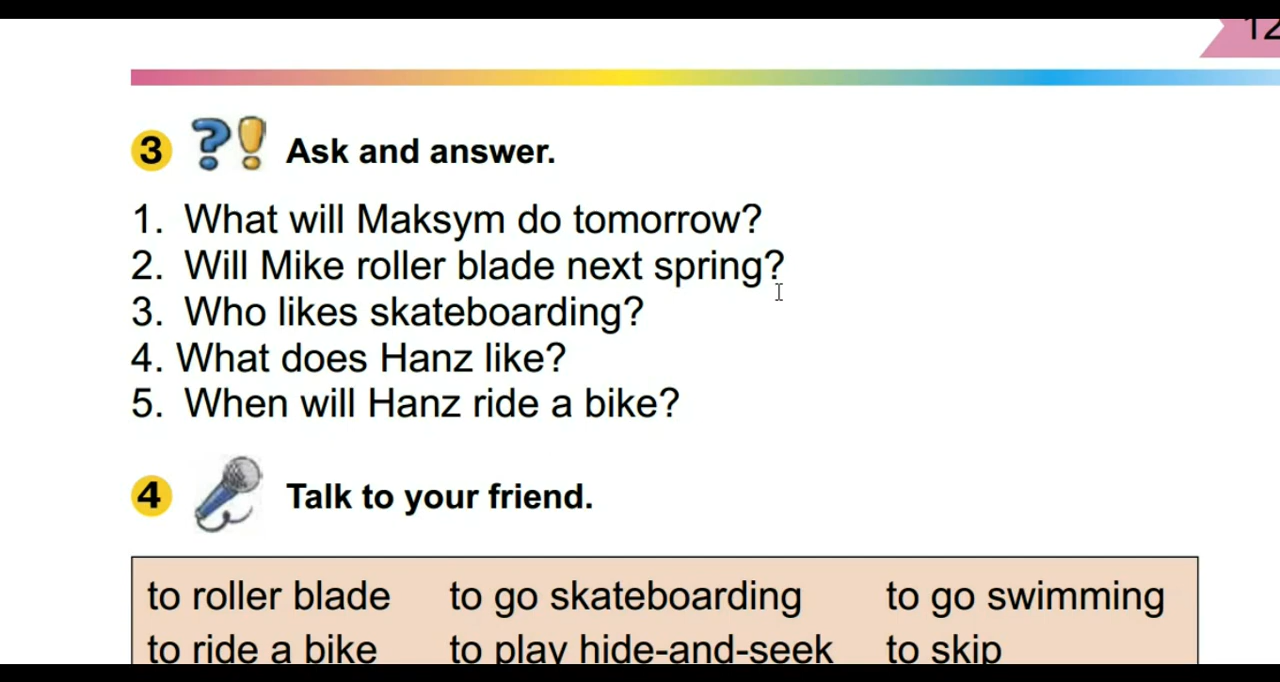 12
3 ?! Ask and answer.
1. What will Maksym do tomorrow?
2. Will Mike roller blade next spring?
3. Who likes skateboarding?
4. What does Hanz like?
5. When will Hanz ride a bike?
4 Talk to your friend.
to roller blade to go skateboarding to go swimming
to ride a bike to play hide-and-seek to skip